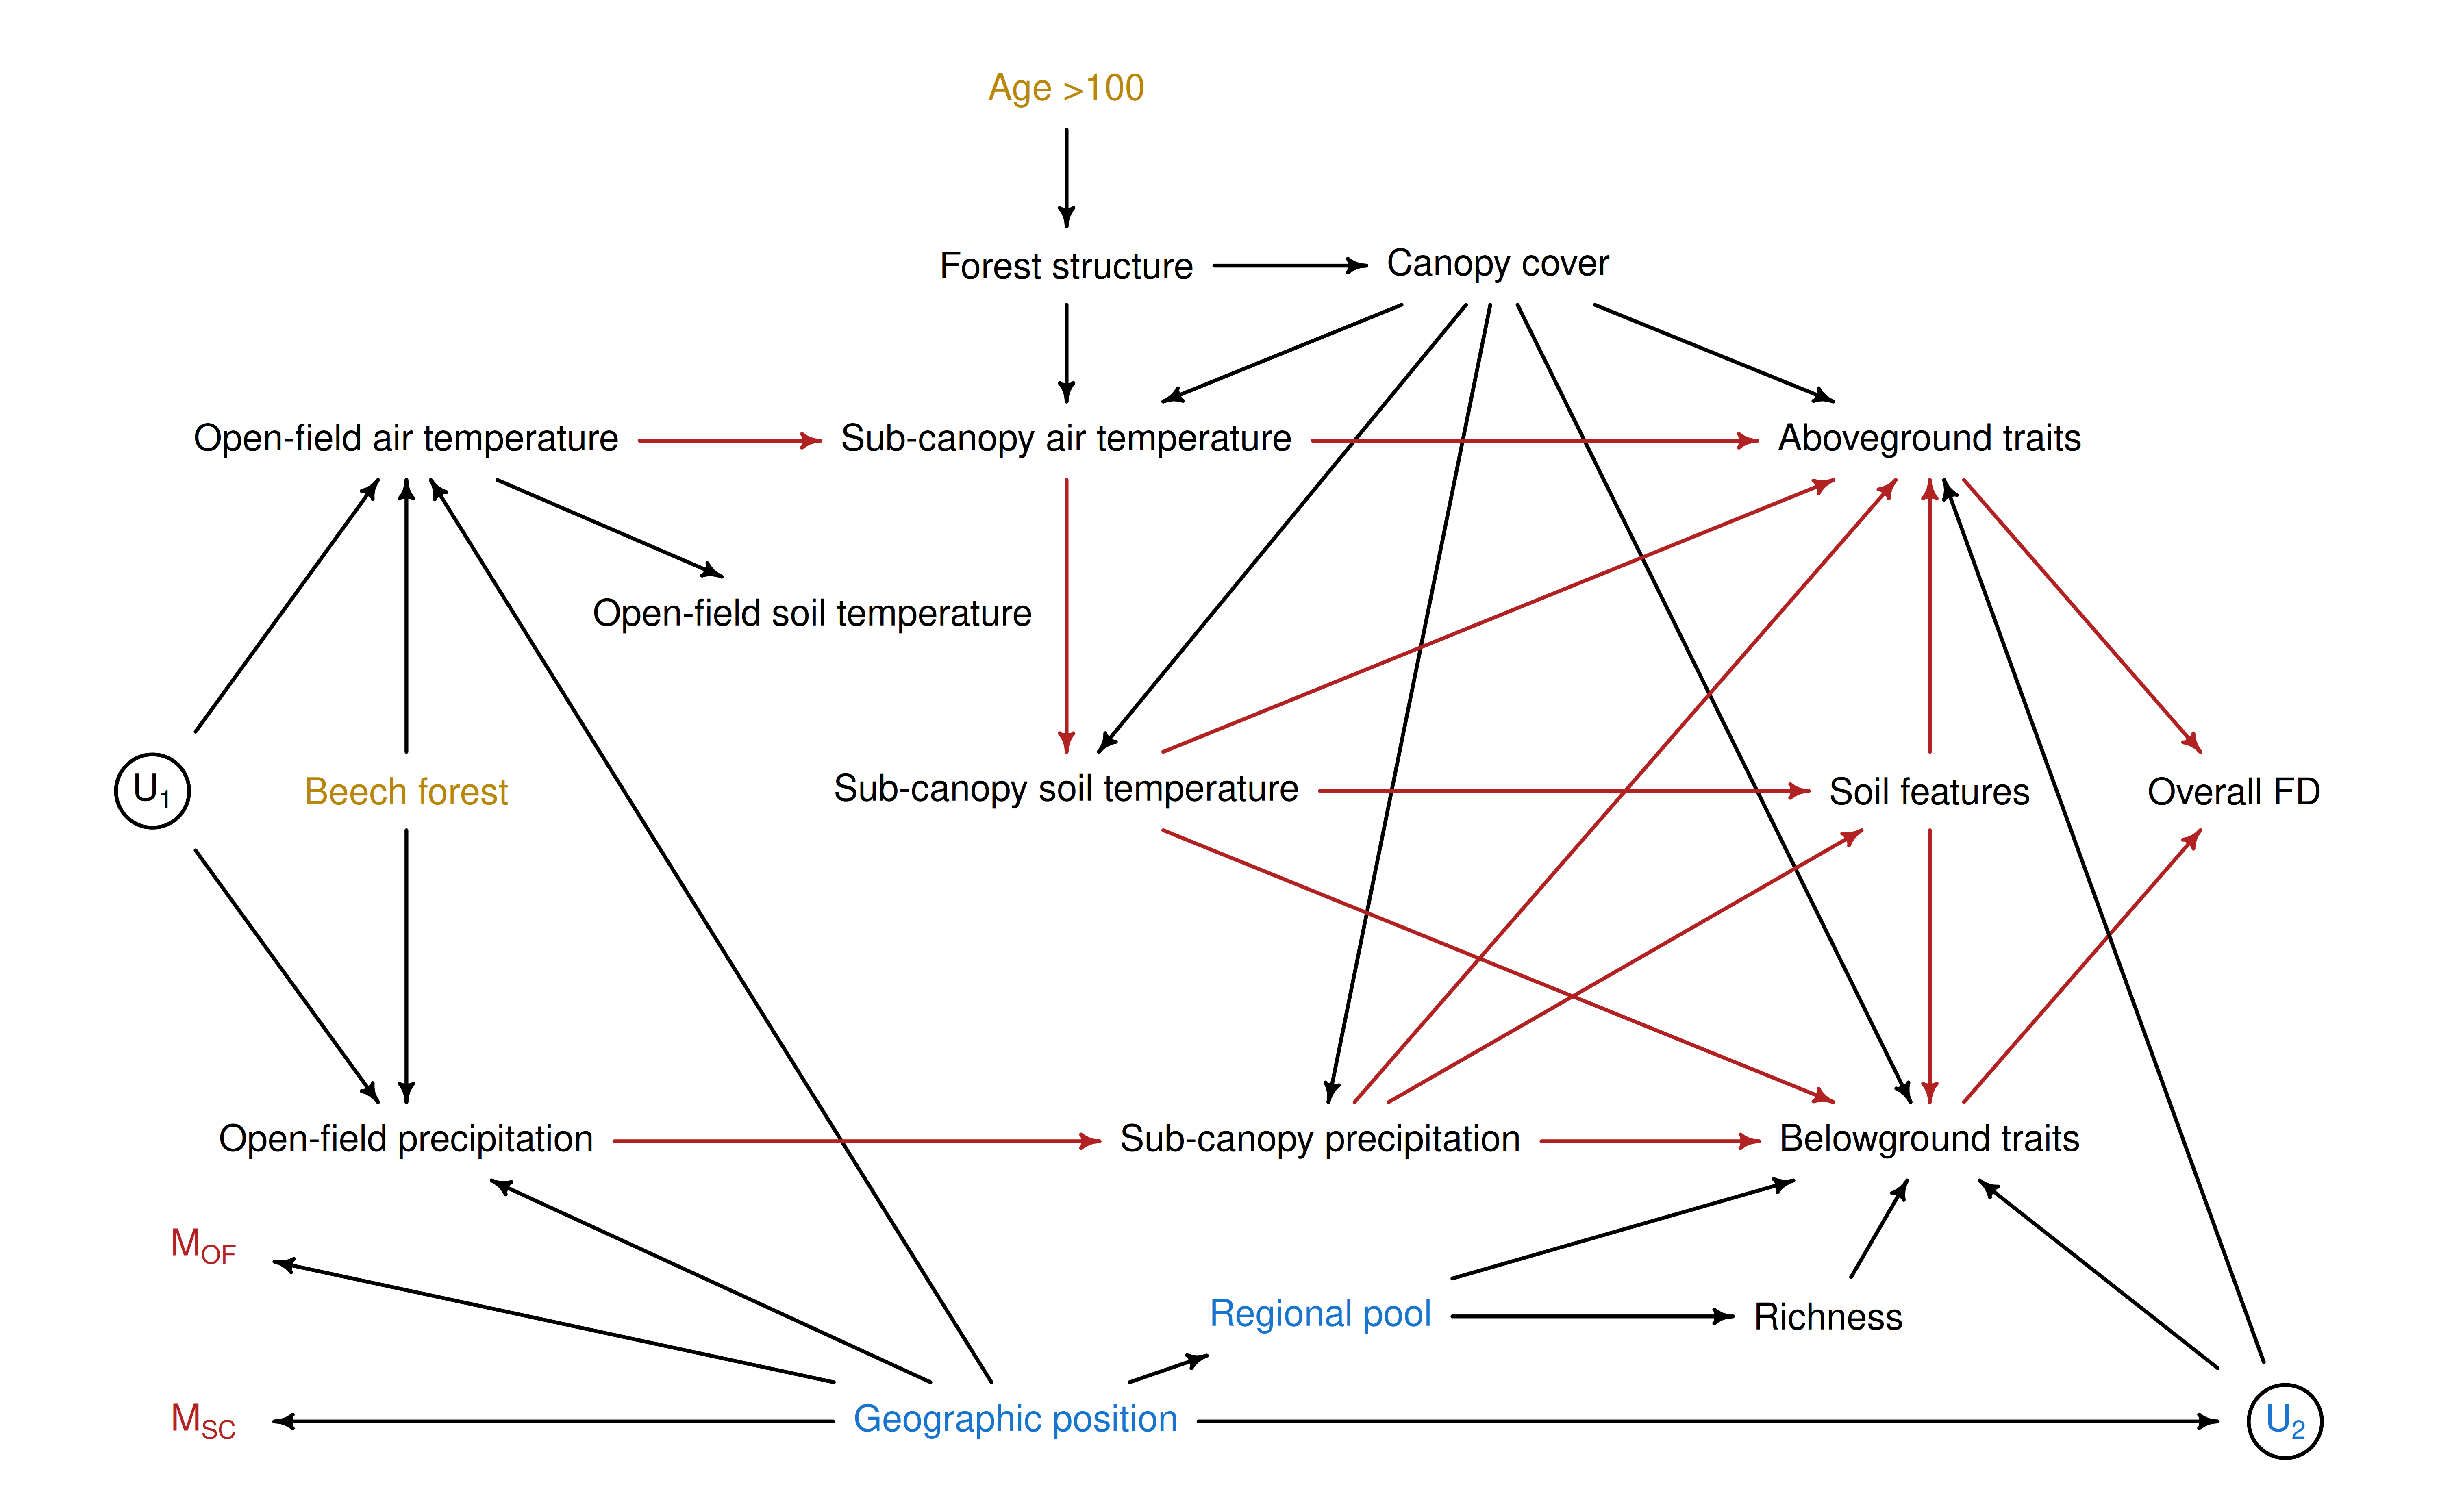 Age >100
Forest structure
Canopy cover
Open-field air temperature
Sub-canopy air temperature
Aboveground traits
Open-field soil temperature
U1
Beech forest
Sub-canopy soil temperature
Soil features
Overall FD
Open-field precipitation
Sub-canopy precipitation
Belowground traits
MOF
Regional pool
Richness
MSC
Geographic position
U2